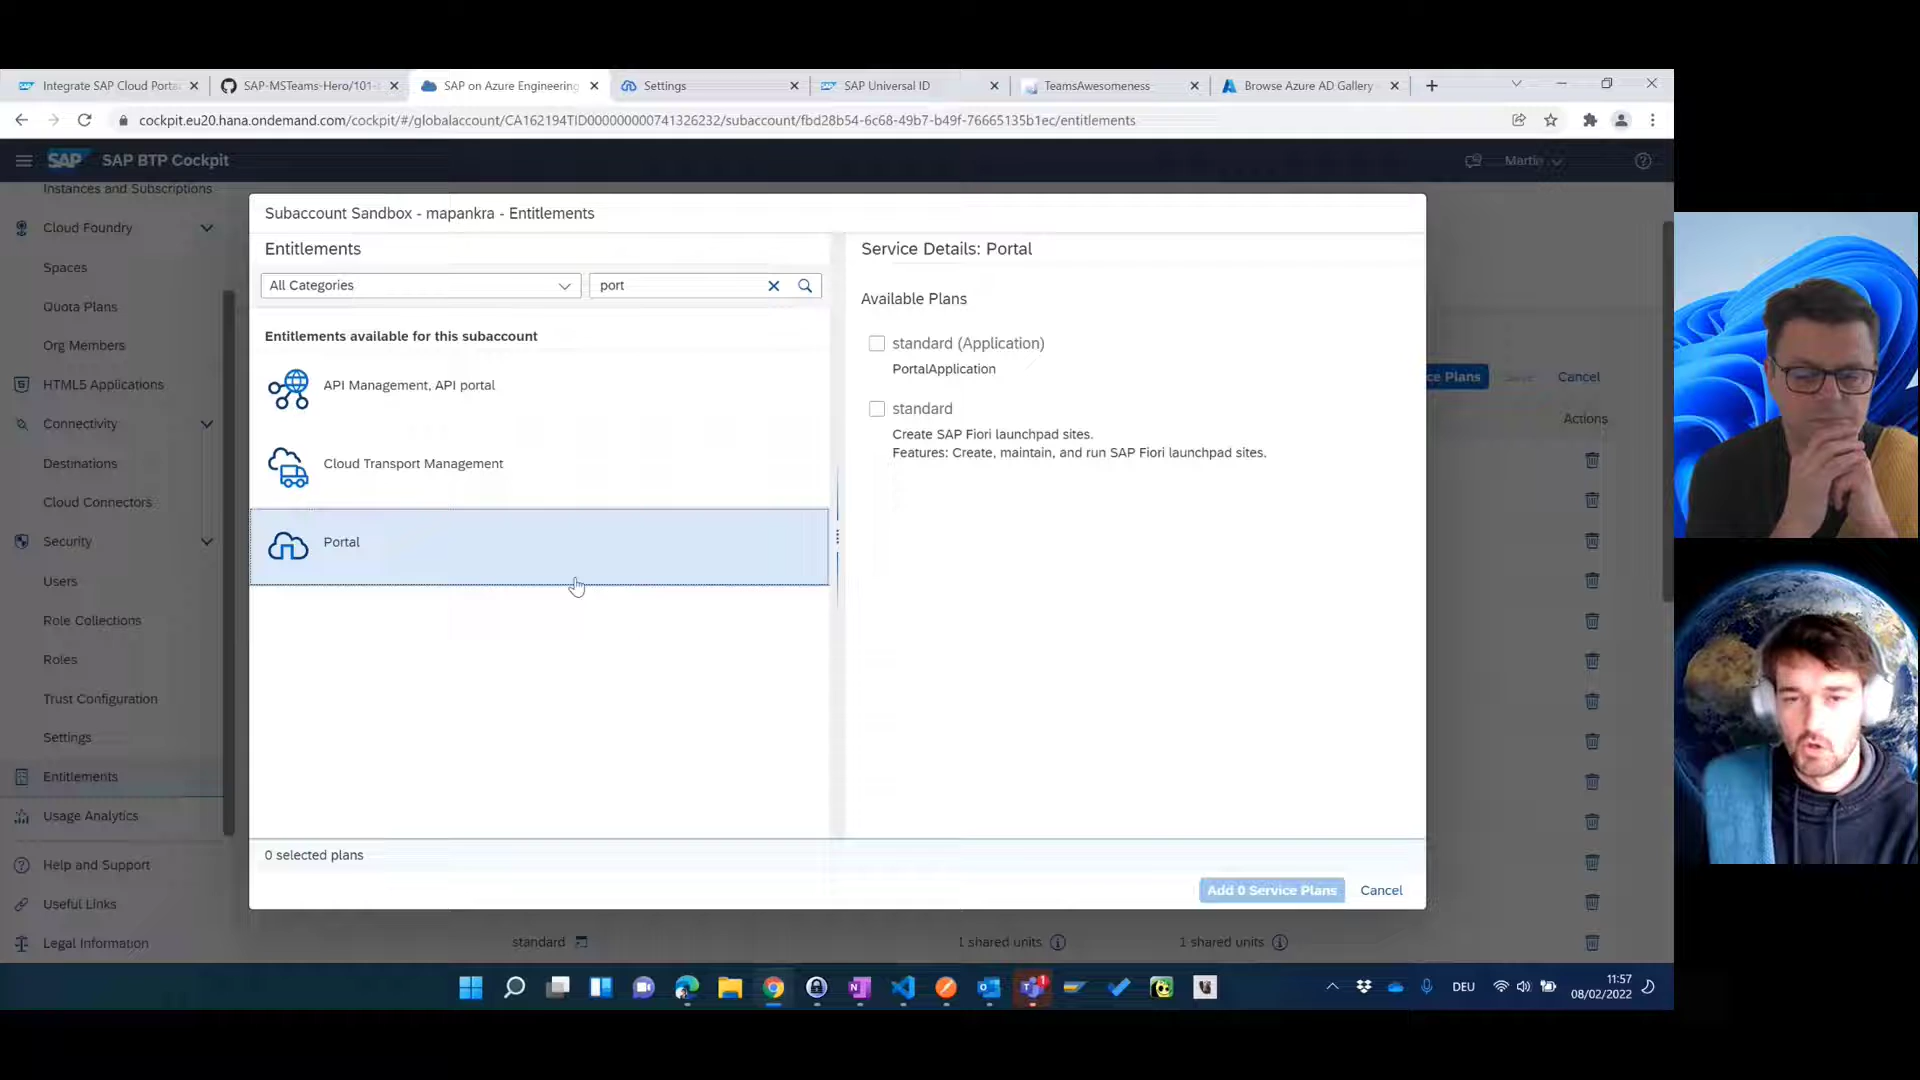 Integrate SAP Cloud Porta
SAP-MSTeams-Hero/101-
SAP on Azure Engineering
Settings
SAP Universal ID
TeamsAwesomeness
Browse Azure AD Gallery
cockpit.eu20.hana.ondemand.com/cockpit/#/globalaccount/CA162194TID000000000741326232/subaccount/fbd28b54-6c68-49b7-b49f-76665135b1ec/entitlements
SAP SAP BTP Cockpit
Martin
Instances and Subscriptions
Cloud Foundry
Spaces
Quota Plans
Org Members
HTML5 Applications
Connectivity
Destinations
Cloud Connectors
Security
Users
Role Collections
Roles
Trust Configuration
Settings
Entitlements
Usage Analytics
Help and Support
Useful Links
Legal Information
Subaccount Sandbox - mapankra - Entitlements
Entitlements
All Categories
port
Entitlements available for this subaccount
API Management, API portal
Cloud Transport Management
Portal
Service Details: Portal
Available Plans
standard (Application)
PortalApplication
standard
Create SAP Fiori launchpad sites.
Features: Create, maintain, and run SAP Fiori launchpad sites.
0 selected plans
Add 0 Service Plans
Cancel
ce Plans
Save
Cancel
Actions
standard
1 shared units
1 shared units
DEU
11:57
08/02/2022